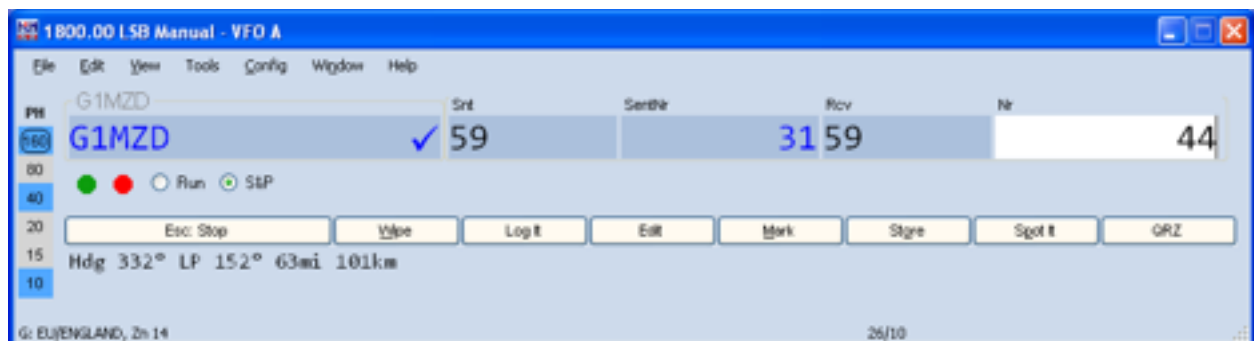 1800.00 LSB Manual - VFO A
File Edit View Tools Config Window Help
G1MZD Snt SentNr Rcv Nr
PH
G1MZD 59 31 59 44
160
80
Run S&P
40
20
Esc: Stop Wipe Log It Edit Mark Store Spot It QRZ
15
Hdg 332° LP 152° 63mi 101km
10
G: EU/ENGLAND, Zn 14 26/10